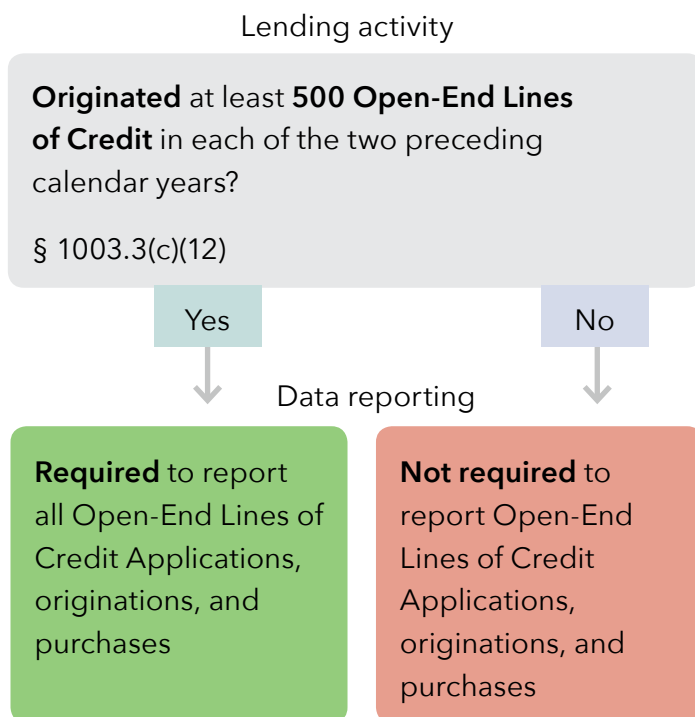 Lending activity
Originated at least 500 Open-End Lines
of Credit in each of the two preceding
calendar years?
§ 1003.3(c)(12)
Yes
No
Data reporting
Required to report
all Open-End Lines of
Credit Applications,
originations, and
purchases
Not required to
report Open-End
Lines of Credit
Applications,
originations, and
purchases